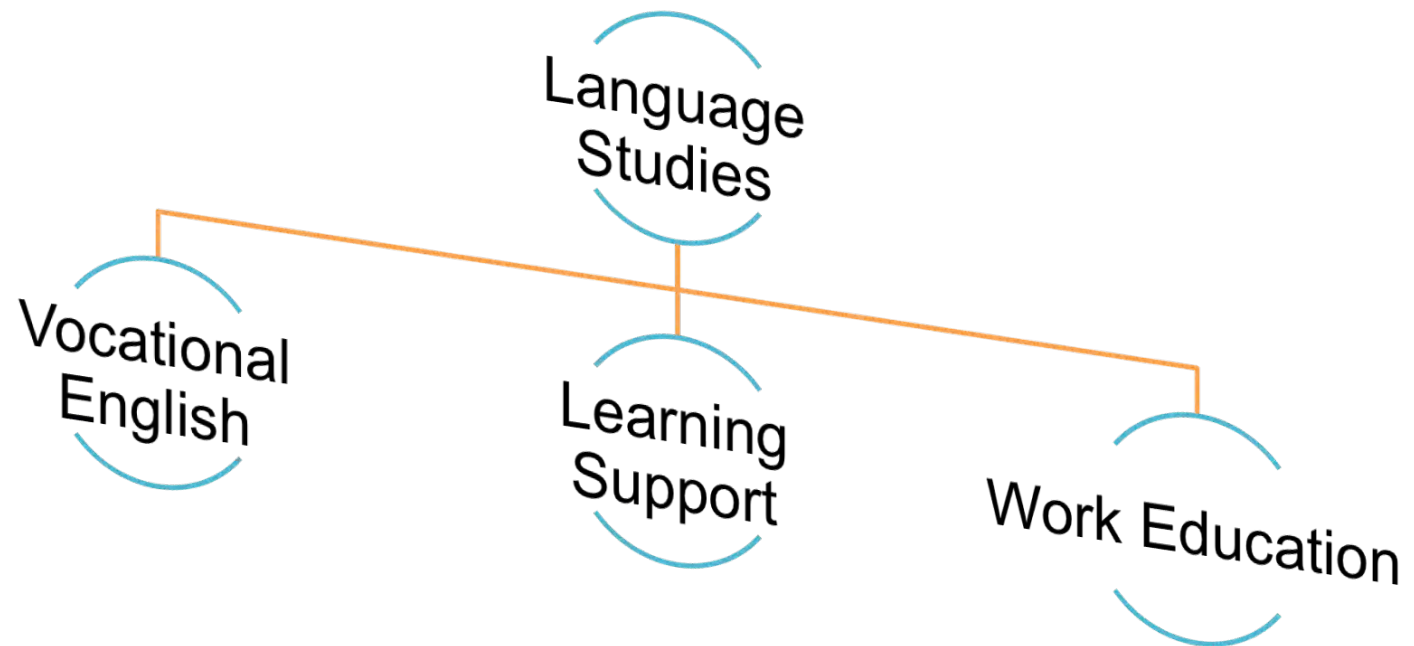 Language
Studies
Vocational
English
Learning
Support
Work Education